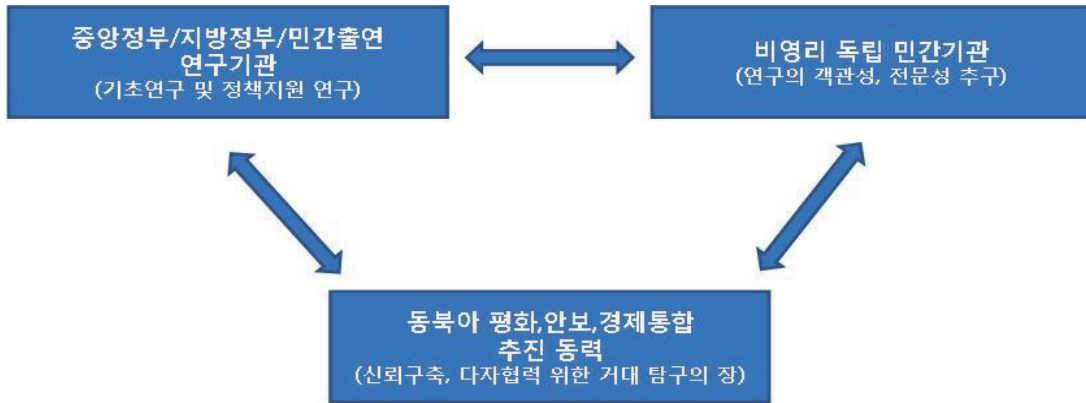 중앙정부/지방정부/민간출연
연구기관
(기초연구 및 정책지원 연구)
비영리 독립 민간기관
(연구의 객관성, 전문성 추구)
동북아 평화,안보,경제통합
추진 동력
(신뢰구축, 다자협력 위한 거대 탐구의 장)